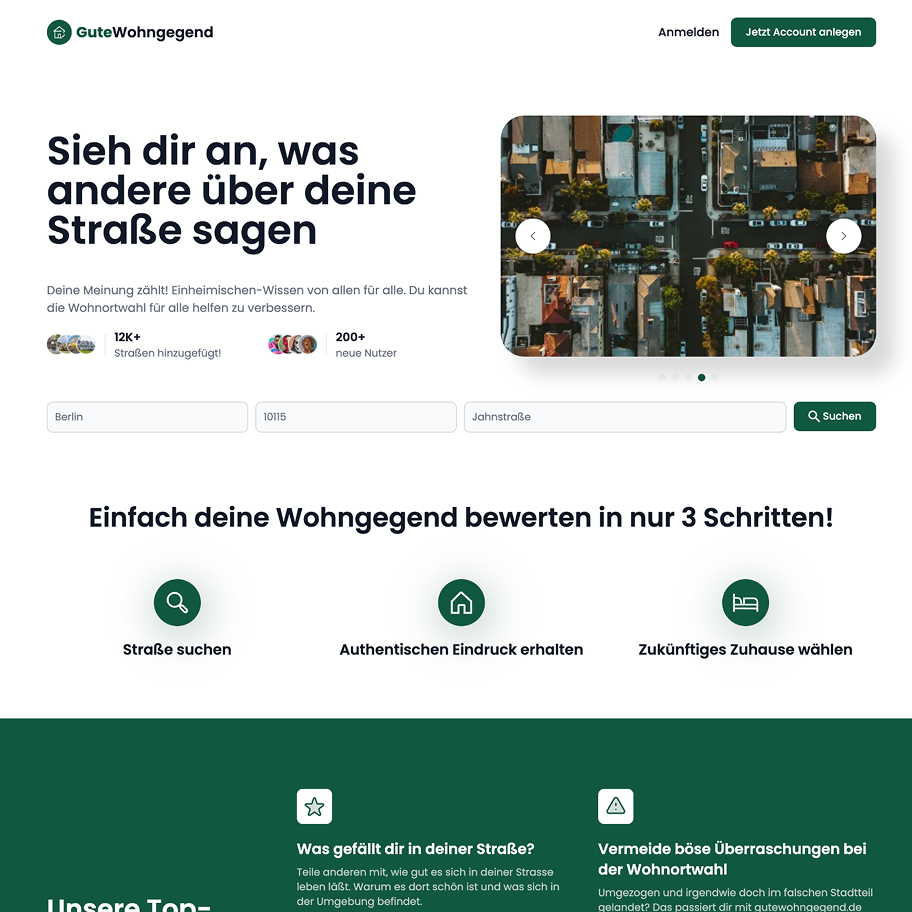 GuteWohngegend
Anmelden
Jetzt Account anlegen
Sieh dir an, was
andere über deine
Straße sagen
Deine Meinung zählt! Einheimischen-Wissen von allen für alle. Du kannst
die Wohnortwahl für alle helfen zu verbessern.
12K+
Straßen hinzugefügt!
200+
neue Nutzer
Berlin
10115
Jahnstraße
Suchen
Einfach deine Wohngegend bewerten in nur 3 Schritten!
Straße suchen
Authentischen Eindruck erhalten
Zukünftiges Zuhause wählen
Was gefällt dir in deiner Straße?
Teile anderen mit, wie gut es sich in deiner Strasse
leben läßt. Warum es dort schön ist und was sich in
der Umgebung befindet.
Vermeide böse Überraschungen bei
der Wohnortwahl
Umgezogen und irgendwie doch im falschen Stadtteil
gelandet? Das passiert dir mit gutewohngegend.de
Unsere Top-